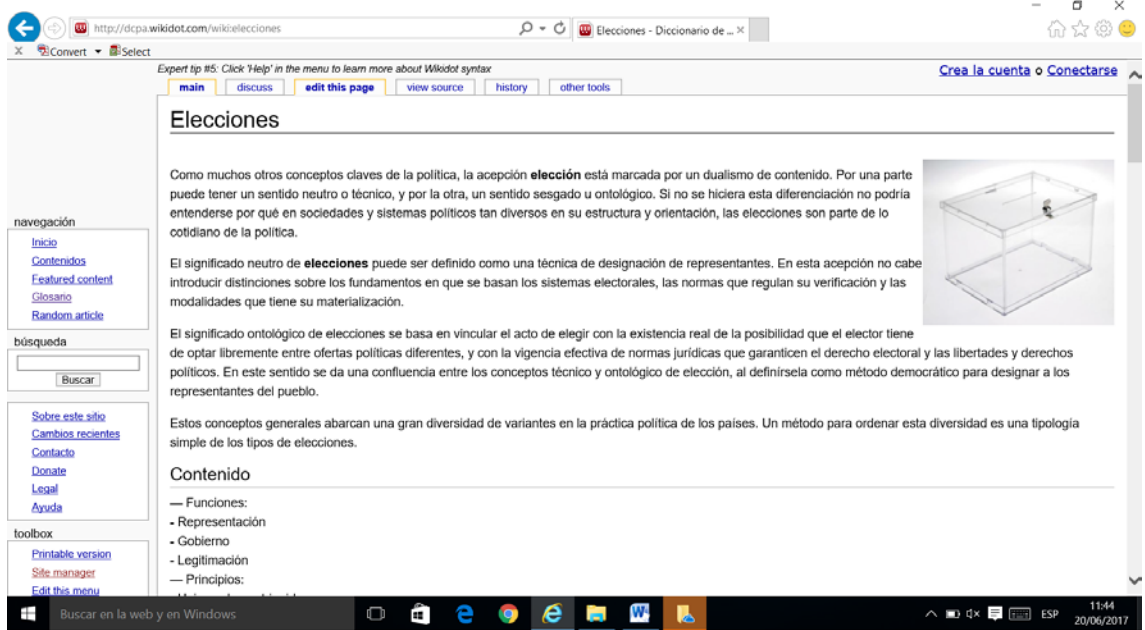 http://dcpa.wikidot.com/wiki:elecciones
Elecciones - Diccionario de ...
X Convert Select
Expert tip #5: Click 'Help' in the menu to learn more about Wikidot syntax
Crea la cuenta o Conectarse
main discuss edit this page view source history other tools
Elecciones
Como muchos otros conceptos claves de la política, la acepción elección está marcada por un dualismo de contenido. Por una parte
puede tener un sentido neutro o técnico, y por la otra, un sentido sesgado u ontológico. Si no se hiciera esta diferenciación no podría
entenderse por qué en sociedades y sistemas políticos tan diversos en su estructura y orientación, las elecciones son parte de lo
cotidiano de la política.
El significado neutro de elecciones puede ser definido como una técnica de designación de representantes. En esta acepción no cabe
introducir distinciones sobre los fundamentos en que se basan los sistemas electorales, las normas que regulan su verificación y las
modalidades que tiene su materialización.
El significado ontológico de elecciones se basa en vincular el acto de elegir con la existencia real de la posibilidad que el elector tiene
de optar libremente entre ofertas políticas diferentes, y con la vigencia efectiva de normas jurídicas que garanticen el derecho electoral y las libertades y derechos
políticos. En este sentido se da una confluencia entre los conceptos técnico y ontológico de elección, al definírsela como método democrático para designar a los
representantes del pueblo.
Estos conceptos generales abarcan una gran diversidad de variantes en la práctica política de los países. Un método para ordenar esta diversidad es una tipología
simple de los tipos de elecciones.
Contenido
— Funciones:
- Representación
- Gobierno
- Legitimación
— Principios:
navegación
Inicio
Contenidos
Featured content
Glosario
Random article
búsqueda
Buscar
Sobre este sitio
Cambios recientes
Contacto
Donate
Legal
Ayuda
toolbox
Printable version
Site manager
Edit this menu
Buscar en la web y en Windows
ESP
11:44
20/06/2017